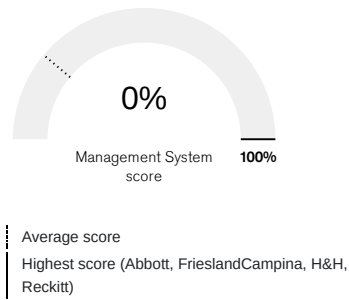 0%
Management System
score
100%
Average score
Highest score (Abbott, FrieslandCampina, H&H,
Reckitt)